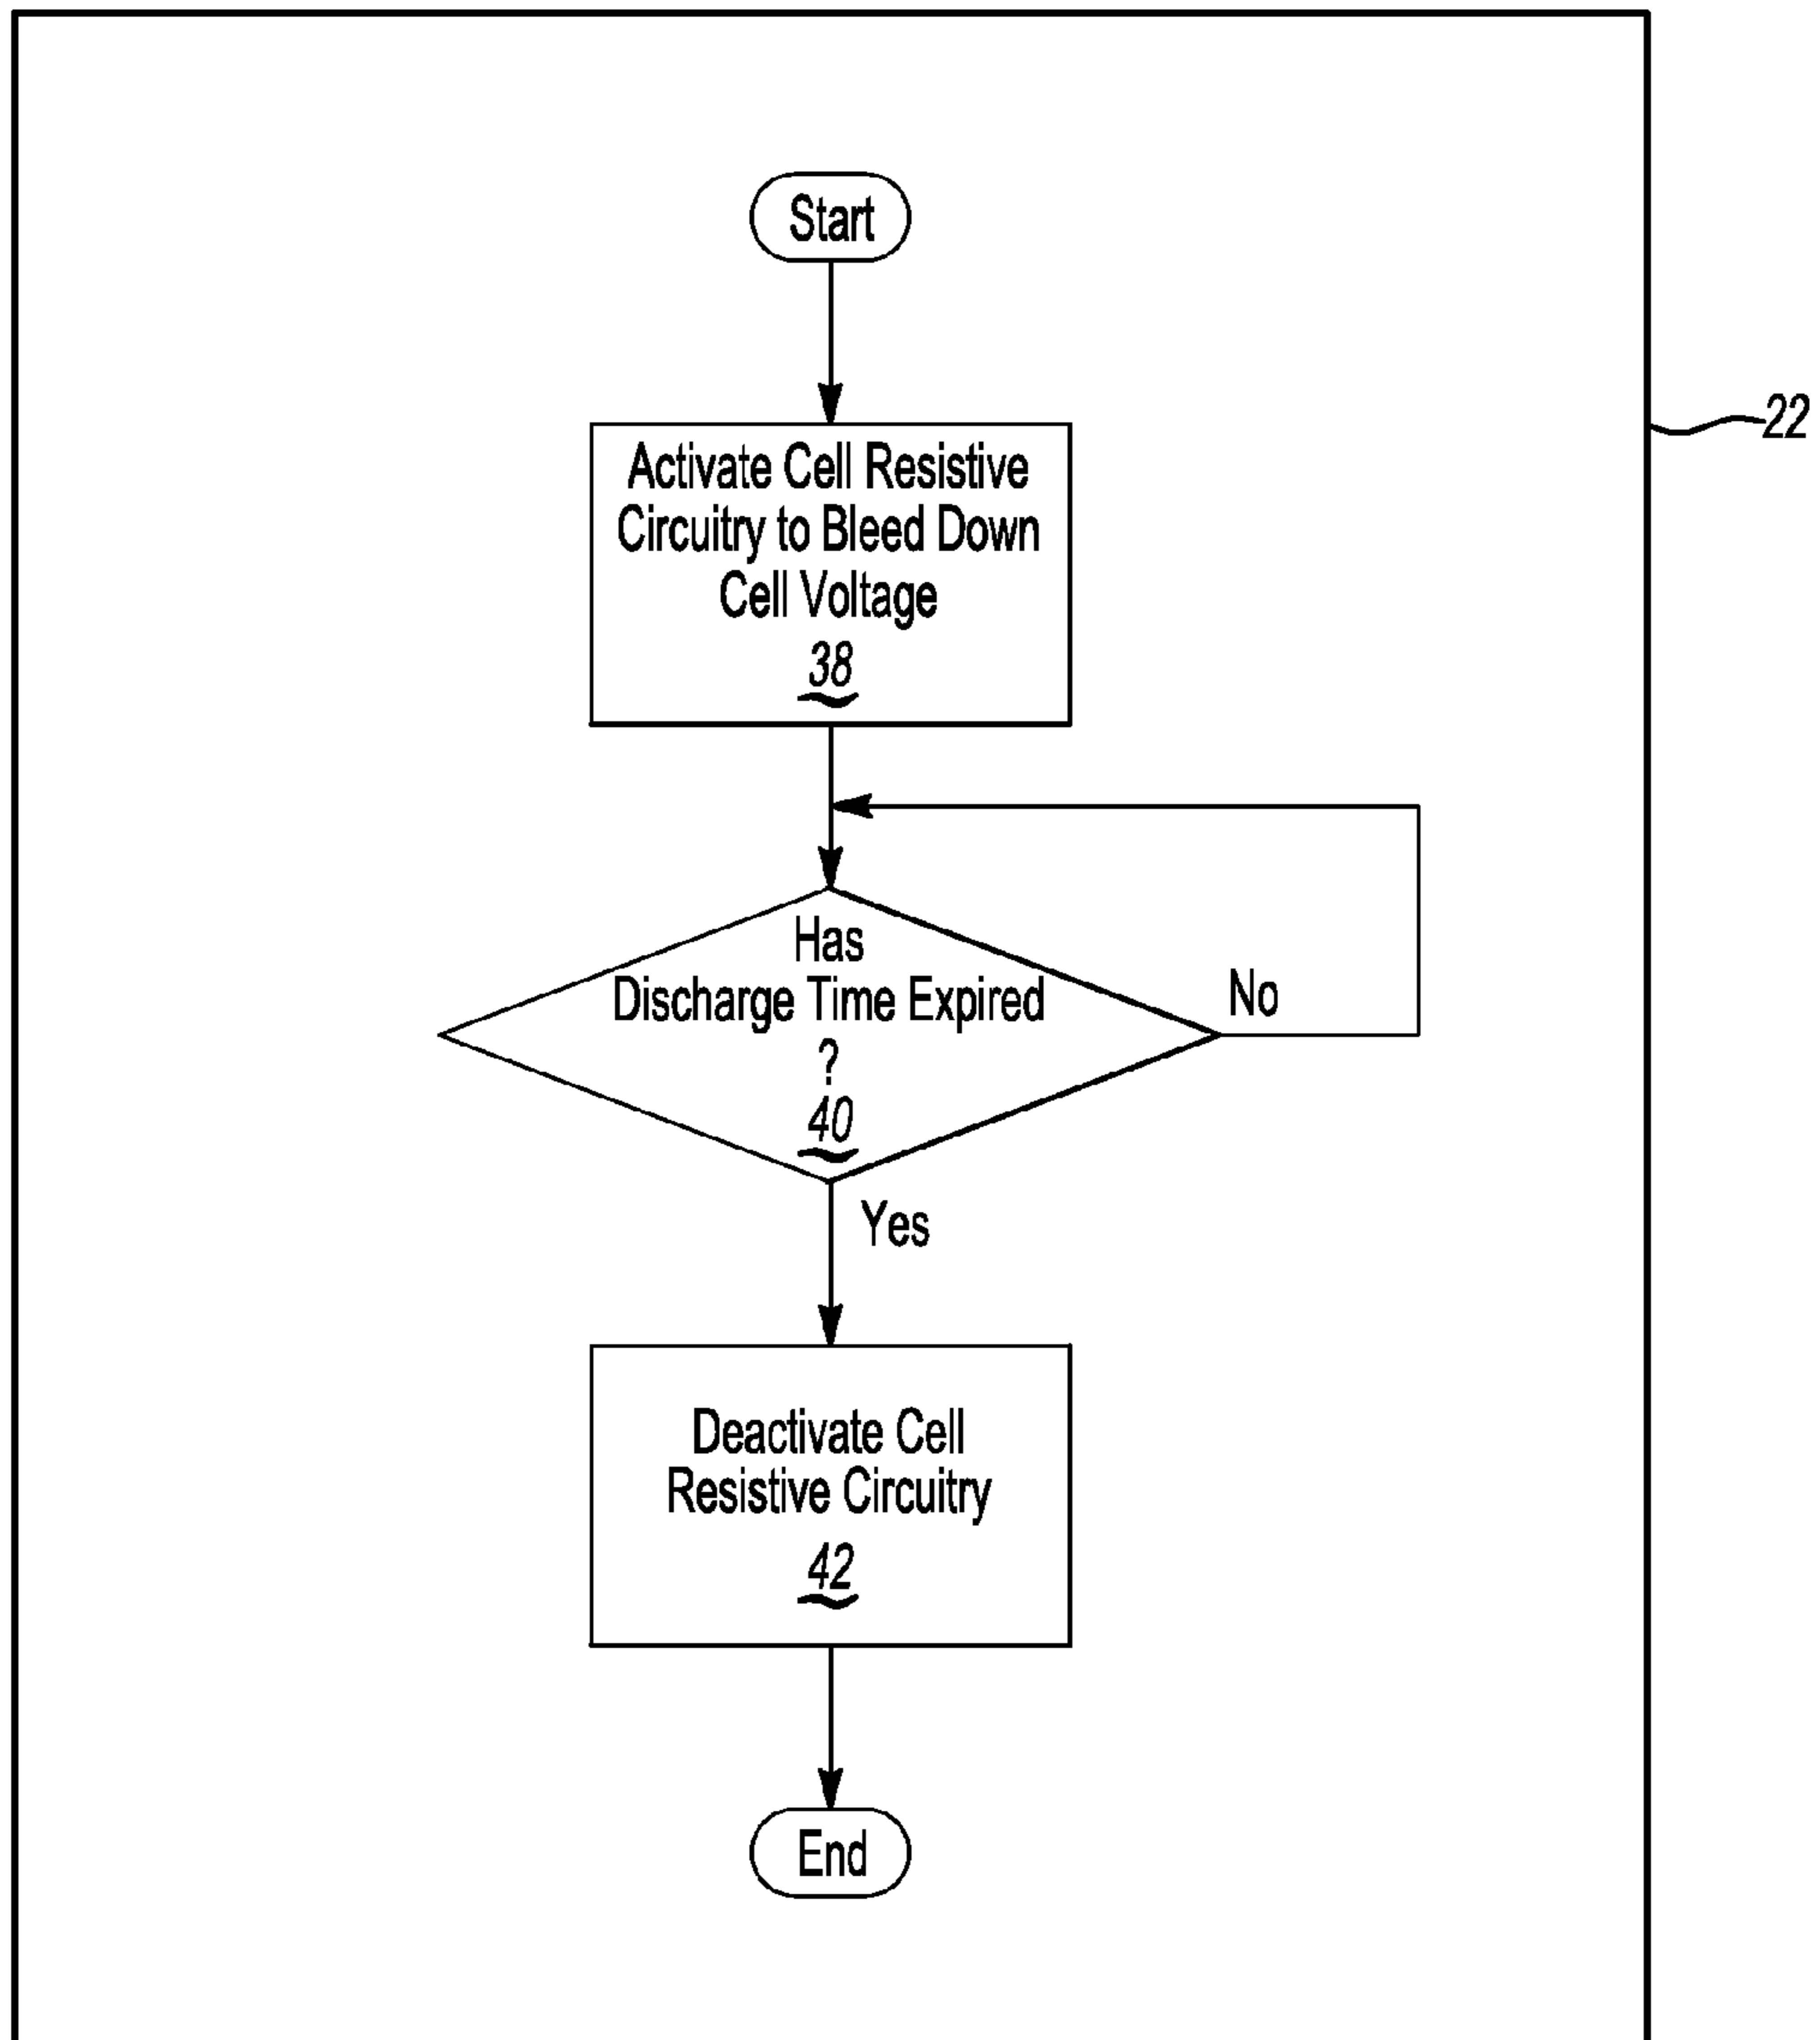 Start
22
Activate Cell Resistive
Circuitry to Bleed Down
Cell Voltage
38
Has
Discharge Time Expired
?
40
No
Yes
Deactivate Cell
Resistive Circuitry
42
End